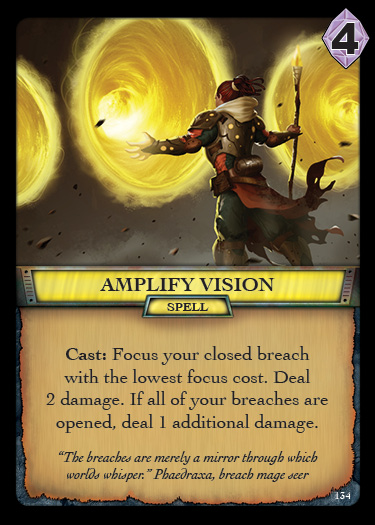 4
AMPLIFY VISION
SPELL
Cast: Focus your closed breach
with the lowest focus cost. Deal
2 damage. If all of your breaches are
opened, deal 1 additional damage.
“The breaches are merely a mirror through which
worlds whisper.” Phaedraxa, breach mage seer
134